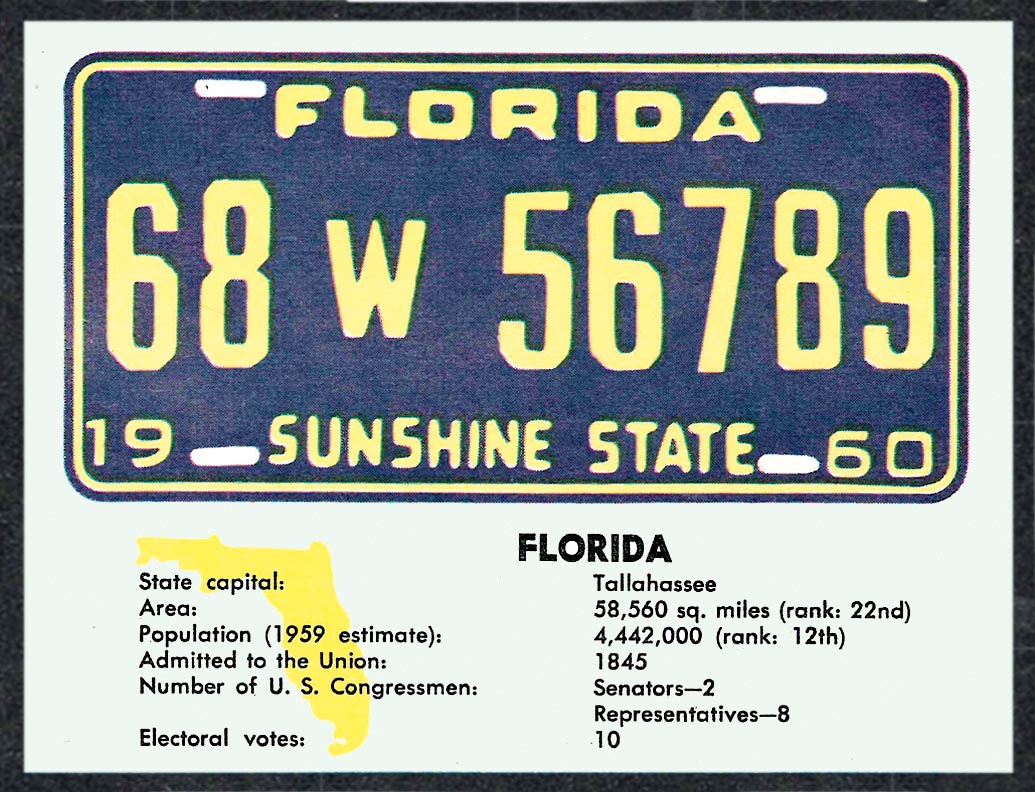 FLORIDA
68 W 56789
19 SUNSHINE STATE 60
FLORIDA
State capital: Tallahassee
Area: 58,560 sq. miles (rank: 22nd)
Population (1959 estimate): 4,442,000 (rank: 12th)
Admitted to the Union: 1845
Number of U. S. Congressmen: Senators—2
Representatives—8
Electoral votes: 10